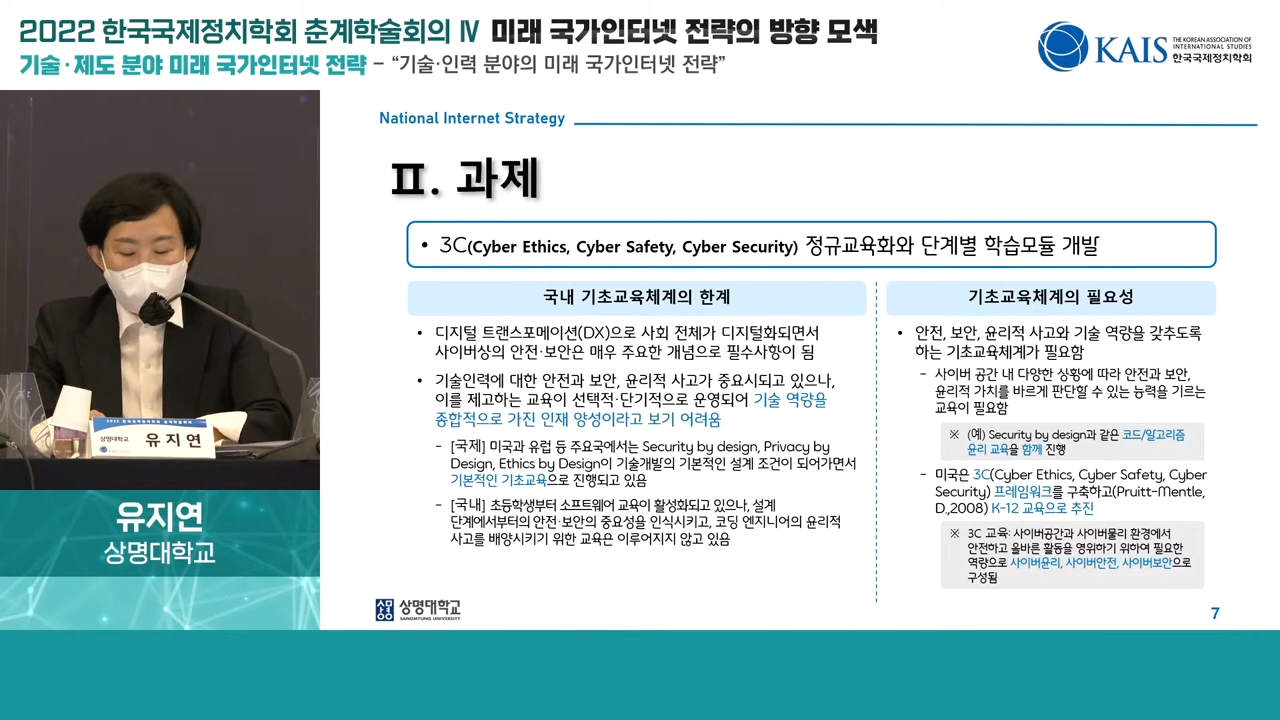 2022 한국국제정치학회 춘계학술회의 Ⅳ 미래 국가인터넷 전략의 방향 모색
기술·제도 분야 미래 국가인터넷 전략 – “기술·인력 분야의 미래 국가인터넷 전략”
KAIS
THE KOREAN ASSOCIATION OF
INTERNATIONAL STUDIES
한국국제정치학회
National Internet Strategy
Ⅱ. 과제
• 3C(Cyber Ethics, Cyber Safety, Cyber Security) 정규교육화와 단계별 학습모듈 개발
국내 기초교육체계의 한계
• 디지털 트랜스포메이션(DX)으로 사회 전체가 디지털화되면서
사이버상의 안전·보안은 매우 주요한 개념으로 필수사항이 됨
• 기술인력에 대한 안전과 보안, 윤리적 사고가 중요시되고 있으나,
이를 제고하는 교육이 선택적·단기적으로 운영되어 기술 역량을
종합적으로 가진 인재 양성이라고 보기 어려움
– [국제] 미국과 유럽 등 주요국에서는 Security by design, Privacy by
Design, Ethics by Design이 기술개발의 기본적인 설계 조건이 되어가면서
기본적인 기초교육으로 진행되고 있음
– [국내] 초등학생부터 소프트웨어 교육이 활성화되고 있으나, 설계
단계에서부터의 안전·보안의 중요성을 인식시키고, 코딩 엔지니어의 윤리적
사고를 배양시키기 위한 교육은 이루어지지 않고 있음
기초교육체계의 필요성
• 안전, 보안, 윤리적 사고와 기술 역량을 갖추도록
하는 기초교육체계가 필요함
– 사이버 공간 내 다양한 상황에 따라 안전과 보안,
윤리적 가치를 바르게 판단할 수 있는 능력을 기르는
교육이 필요함
※ (예) Security by design과 같은 코드/알고리즘
윤리 교육을 함께 진행
– 미국은 3C(Cyber Ethics, Cyber Safety, Cyber
Security) 프레임워크를 구축하고(Pruitt-Mentle,
D.,2008) K-12 교육으로 추진
※ 3C 교육: 사이버공간과 사이버물리 환경에서
안전하고 올바른 활동을 영위하기 위하여 필요한
역량으로 사이버윤리, 사이버안전, 사이버보안으로
구성됨
상명대학교
SANGMYUNG UNIVERSITY
7
상명대학교 유지연
유지연
상명대학교